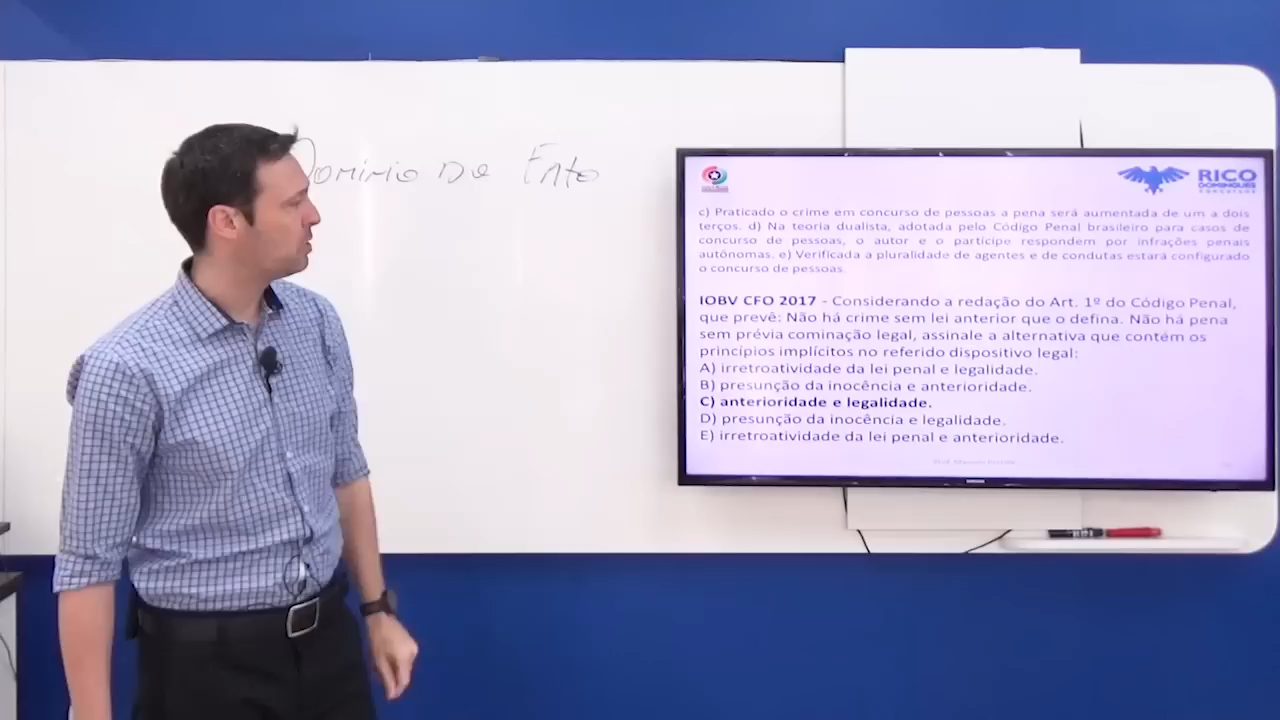 Domínio do Fato
RICO
DOMINGUES
CONCURSOS
c) Praticado o crime em concurso de pessoas a pena será aumentada de um a dois
terços. d) Na teoria dualista, adotada pelo Código Penal brasileiro para casos de
concurso de pessoas, o autor e o partícipe respondem por infrações penais
autônomas. e) Verificada a pluralidade de agentes e de condutas estará configurado
o concurso de pessoas.
IOBV CFO 2017 - Considerando a redação do Art. 1º do Código Penal,
que prevê: Não há crime sem lei anterior que o defina. Não há pena
sem prévia cominação legal, assinale a alternativa que contém os
princípios implícitos no referido dispositivo legal:
A) irretroatividade da lei penal e legalidade.
B) presunção da inocência e anterioridade.
C) anterioridade e legalidade.
D) presunção da inocência e legalidade.
E) irretroatividade da lei penal e anterioridade.
SAMSUNG